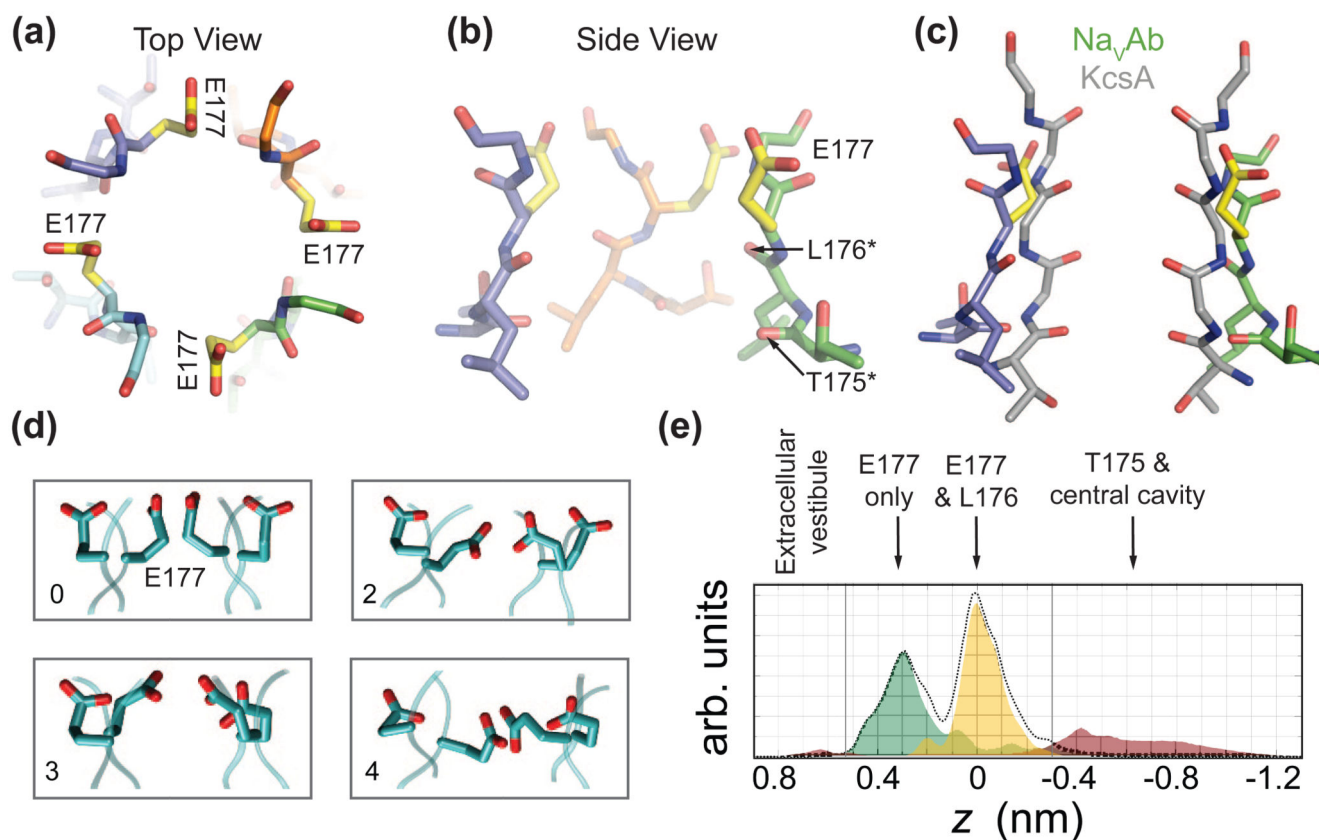 (a)
Top View
E177
E177
E177
E177
(b)
Side View
E177
L176*
T175*
(c)
NaVAb
KcsA
(d)
0
E177
2
3
4
(e)
Extracellular
vestibule
E177
only
E177
& L176
T175 &
central cavity
arb. units
0.8 0.4 0 -0.4 -0.8 -1.2
z (nm)